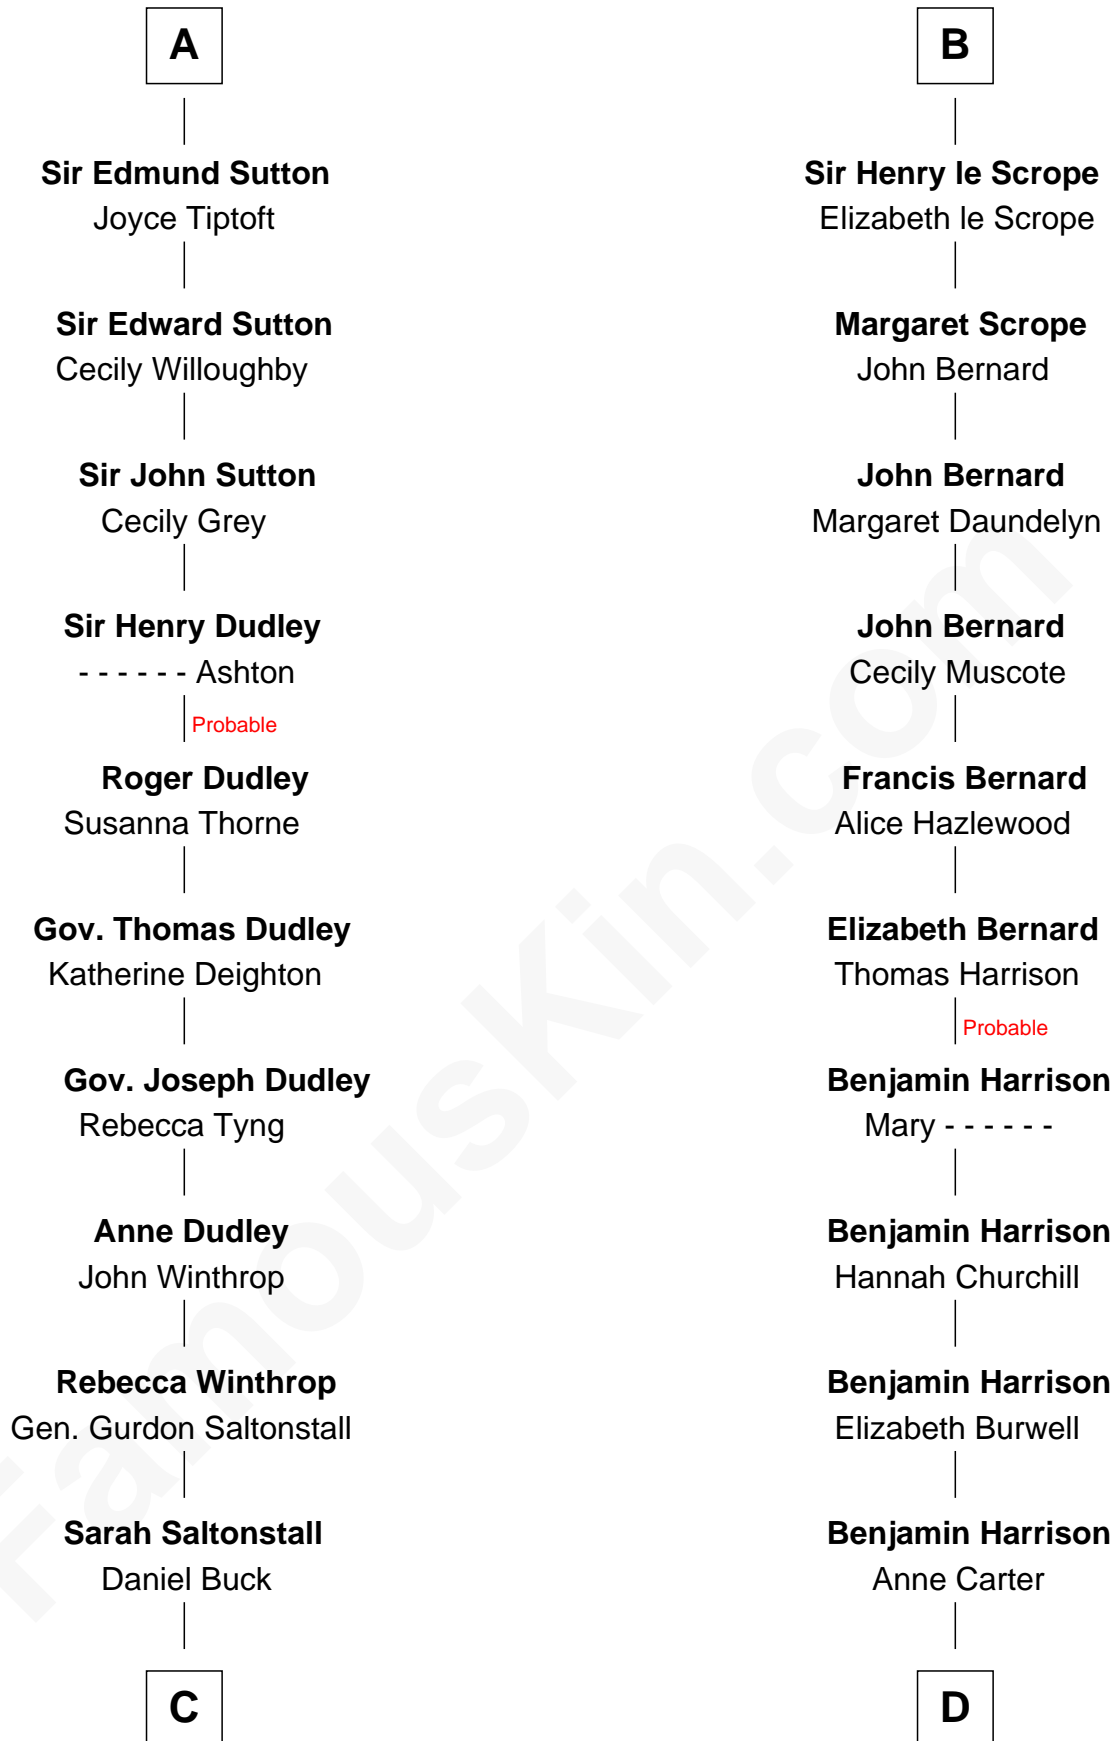 A
Sir Edmund Sutton
Joyce Tiptoft
Sir Edward Sutton
Cecily Willoughby
Sir John Sutton
Cecily Grey
Sir Henry Dudley
- - - - - - Ashton
Probable
Roger Dudley
Susanna Thorne
Gov. Thomas Dudley
Katherine Deighton
Gov. Joseph Dudley
Rebecca Tyng
Anne Dudley
John Winthrop
Rebecca Winthrop
Gen. Gurdon Saltonstall
Sarah Saltonstall
Daniel Buck
C
B
Sir Henry le Scrope
Elizabeth le Scrope
Margaret Scrope
John Bernard
John Bernard
Margaret Daundelyn
John Bernard
Cecily Muscote
Francis Bernard
Alice Hazlewood
Elizabeth Bernard
Thomas Harrison
Probable
Benjamin Harrison
Mary - - - - - -
Benjamin Harrison
Hannah Churchill
Benjamin Harrison
Elizabeth Burwell
Benjamin Harrison
Anne Carter
D
FamousKin.com